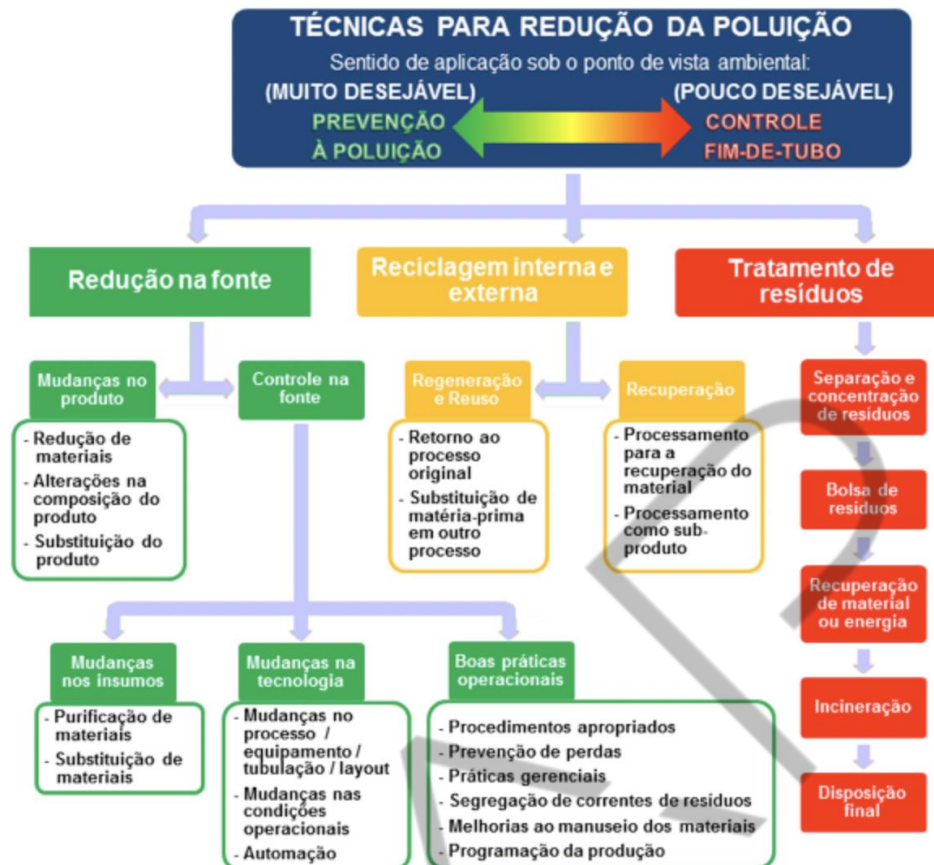 TÉCNICAS PARA REDUÇÃO DA POLUIÇÃO
Sentido de aplicação sob o ponto de vista ambiental:
(MUITO DESEJÁVEL)
(POUCO DESEJÁVEL)
PREVENÇÃO
À POLUIÇÃO
CONTROLE
FIM-DE-TUBO
Redução na fonte
Reciclagem interna e
externa
Tratamento de
resíduos
Mudanças no
produto
Controle na
fonte
Regeneração
e Reuso
Recuperação
Separação e
concentração
de resíduos
- Redução de
materiais
- Alterações na
composição do
produto
- Substituição do
produto
- Retorno ao
processo
original
- Substituição de
matéria-prima
em outro
processo
- Processamento
para a
recuperação do
material
- Processamento
como sub-
produto
Bolsa de
resíduos
Recuperação
de material
ou energia
Incineração
Disposição
final
Mudanças
nos insumos
- Purificação de
materiais
- Substituição de
materiais
Mudanças na
tecnologia
- Mudanças no
processo /
equipamento /
tubulação / layout
- Mudanças nas
condições
operacionais
- Automação
Boas práticas
operacionais
- Procedimentos apropriados
- Prevenção de perdas
- Práticas gerenciais
- Segregação de correntes de resíduos
- Melhorias ao manuseio dos materiais
- Programação da produção